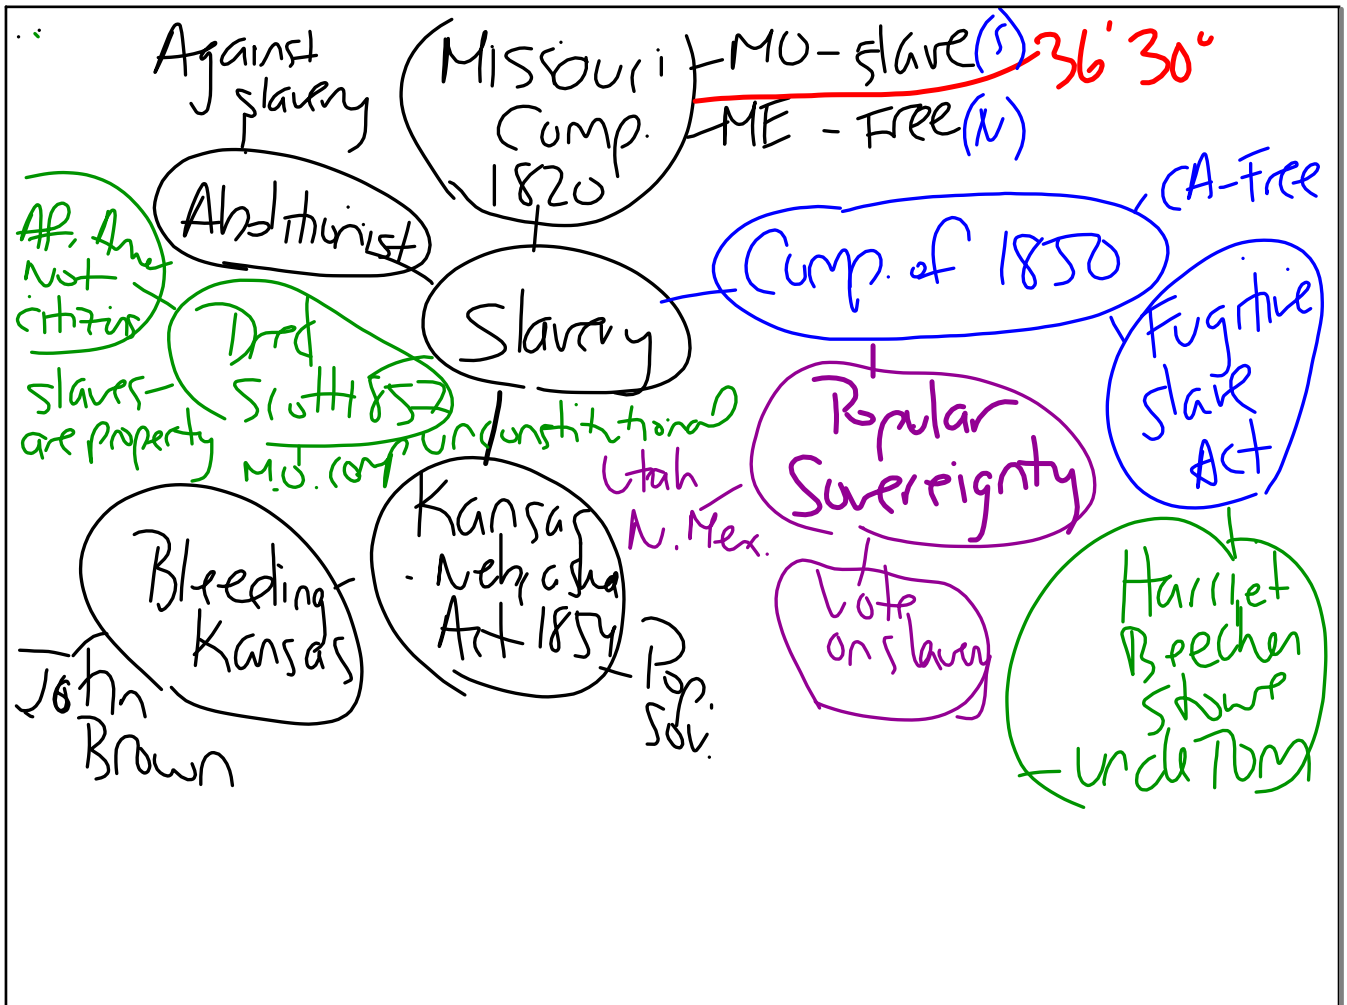 Against
slavery
Missouri
Comp.
1820
MO - slave (S)
36' 30°
ME - Free (N)
Abolitionist
CA - Free
Comp. of 1850
Af. Ame
Not
citizens
Slavery
Fugitive
slave
Act
Dred
Scott 1857
slaves -
are property
M.O. comp unconstitutional
Popular
Sovereignty
Utah
N. Mex.
Kansas
- Nebraska
Act 1854
Pop.
Sov.
Bleeding
Kansas
John
Brown
Vote
on slavery
Harriet
Beecher
Stowe
- uncle Tom